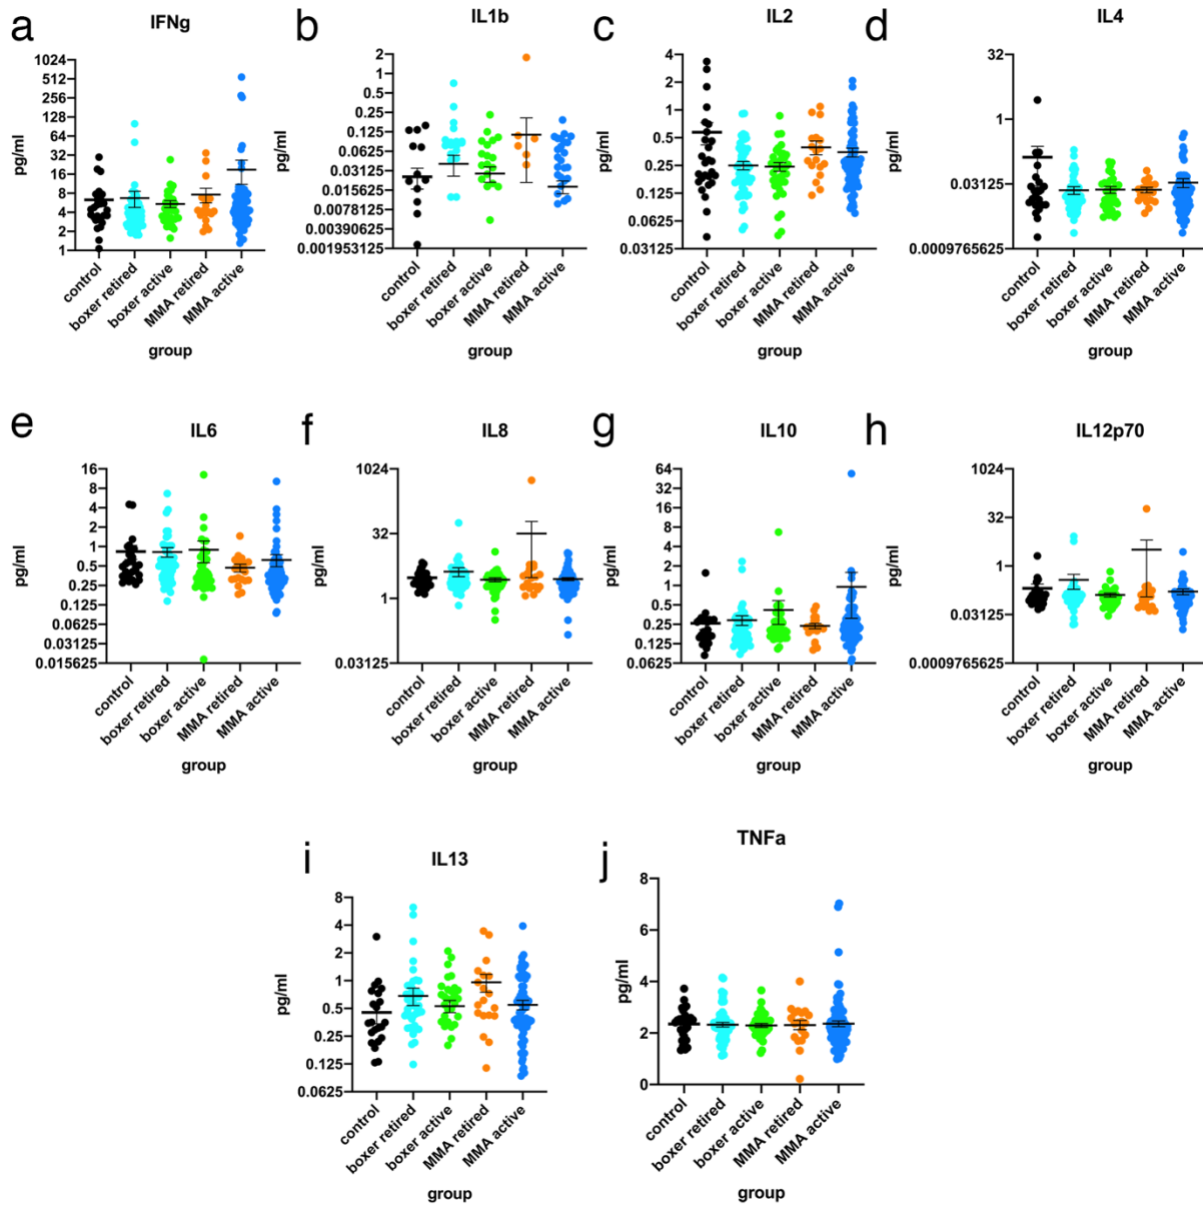 a
IFNg
pg/ml
1024
512
256
128
64
32
16
8
4
2
1
control
boxer retired
boxer active
MMA retired
MMA active
group
b
IL1b
pg/ml
2
1
0.5
0.25
0.125
0.0625
0.03125
0.015625
0.0078125
0.00390625
0.001953125
control
boxer retired
boxer active
MMA retired
MMA active
group
c
IL2
pg/ml
4
2
1
0.5
0.25
0.125
0.0625
0.03125
control
boxer retired
boxer active
MMA retired
MMA active
group
d
IL4
pg/ml
32
1
0.03125
0.0009765625
control
boxer retired
boxer active
MMA retired
MMA active
group
e
IL6
pg/ml
16
8
4
2
1
0.5
0.25
0.125
0.0625
0.03125
0.015625
control
boxer retired
boxer active
MMA retired
MMA active
group
f
IL8
pg/ml
1024
32
1
0.03125
control
boxer retired
boxer active
MMA retired
MMA active
group
g
IL10
pg/ml
64
32
16
8
4
2
1
0.5
0.25
0.125
0.0625
control
boxer retired
boxer active
MMA retired
MMA active
group
h
IL12p70
pg/ml
1024
32
1
0.03125
0.0009765625
control
boxer retired
boxer active
MMA retired
MMA active
group
i
IL13
pg/ml
8
4
2
1
0.5
0.25
0.125
0.0625
control
boxer retired
boxer active
MMA retired
MMA active
group
j
TNFa
pg/ml
8
6
4
2
0
control
boxer retired
boxer active
MMA retired
MMA active
group